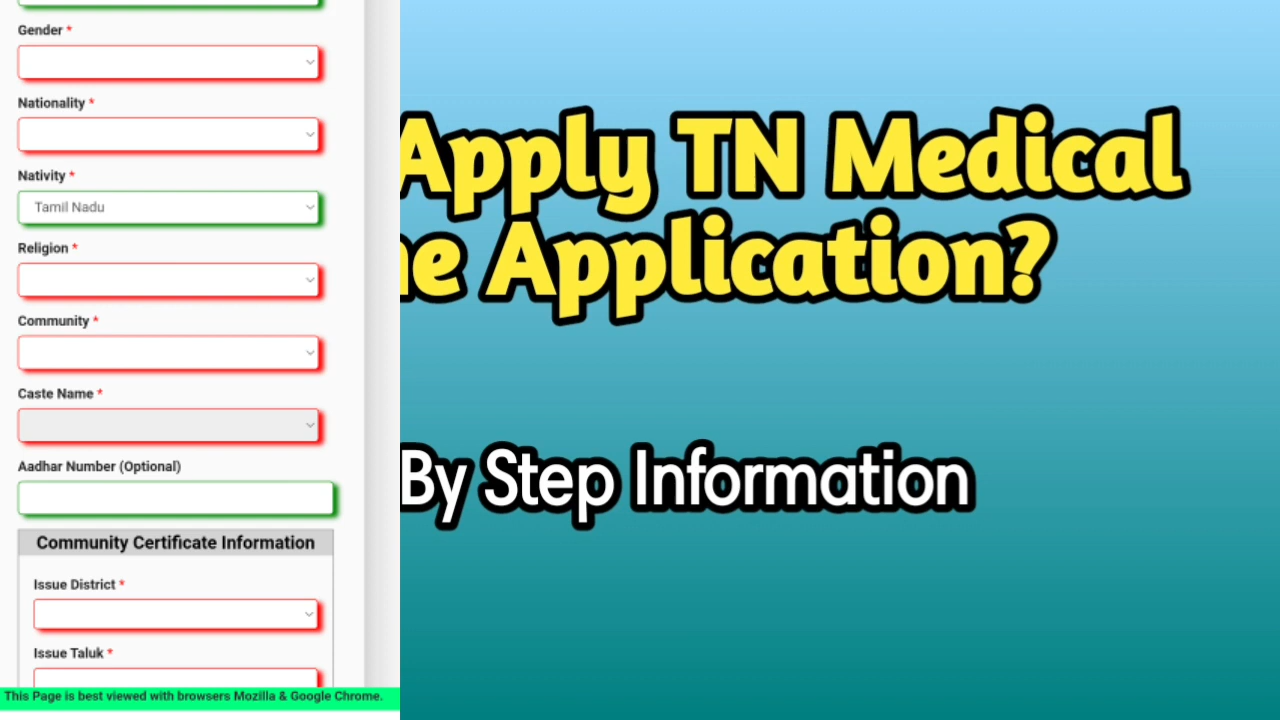 Gender *
Nationality *
Nativity *
Tamil Nadu
Religion *
Community *
Caste Name *
Aadhar Number (Optional)
Community Certificate Information
Issue District *
Issue Taluk *
This Page is best viewed with browsers Mozilla & Google Chrome.
Apply TN Medical
e Application?
By Step Information